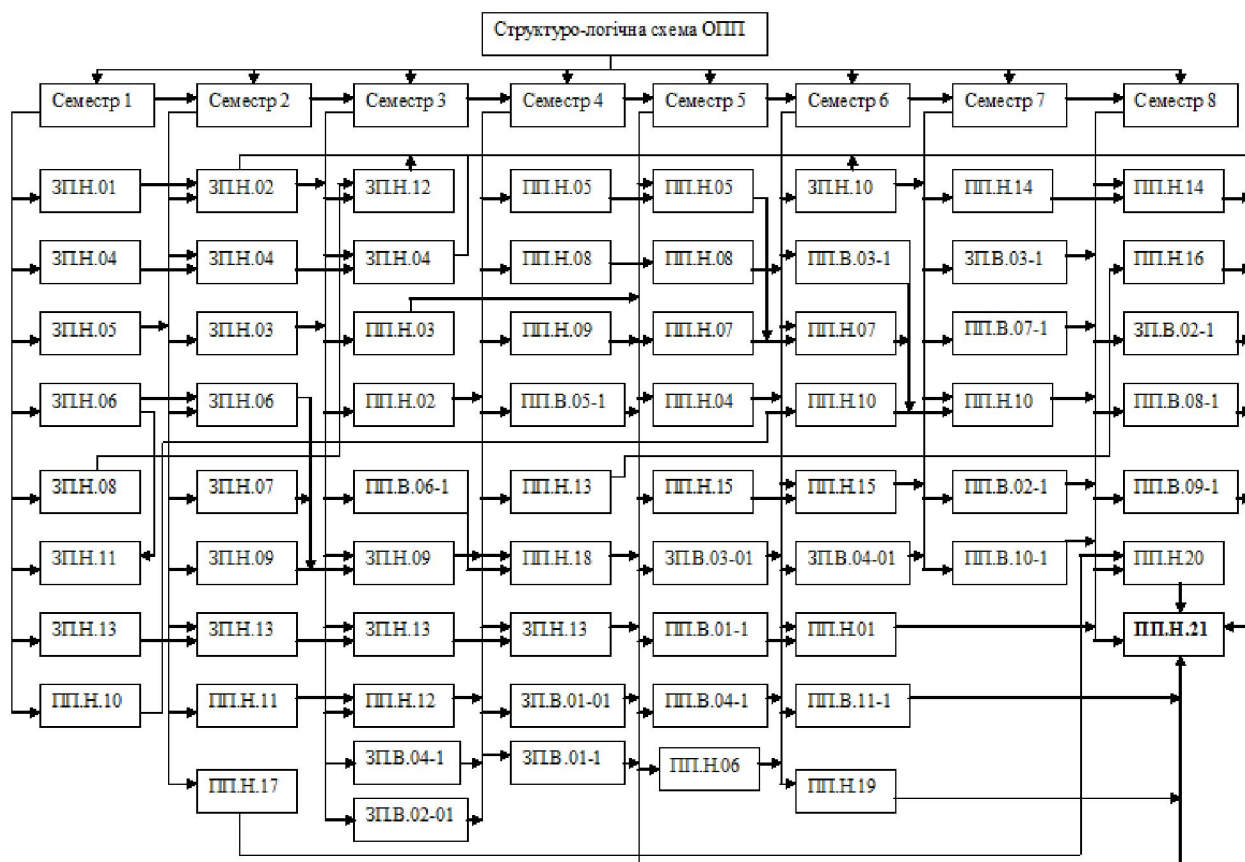 Структуро-логічна схема ОПП
Семестр 1
Семестр 2
Семестр 3
Семестр 4
Семестр 5
Семестр 6
Семестр 7
Семестр 8
ЗП.Н.01
ЗП.Н.02
ЗП.Н.12
ПП.Н.05
ПП.Н.05
ЗП.Н.10
ПП.Н.14
ПП.Н.14
ЗП.Н.04
ЗП.Н.04
ЗП.Н.04
ПП.Н.08
ПП.Н.08
ПП.В.03-1
ЗП.В.03-1
ПП.Н.16
ЗП.Н.05
ЗП.Н.03
ПП.Н.03
ПП.Н.09
ПП.Н.07
ПП.Н.07
ПП.В.07-1
ЗП.В.02-1
ЗП.Н.06
ЗП.Н.06
ПП.Н.02
ПП.В.05-1
ПП.Н.04
ПП.Н.10
ПП.Н.10
ПП.В.08-1
ЗП.Н.08
ЗП.Н.07
ПП.В.06-1
ПП.Н.13
ПП.Н.15
ПП.Н.15
ПП.В.02-1
ПП.В.09-1
ЗП.Н.11
ЗП.Н.09
ЗП.Н.09
ПП.Н.18
ЗП.В.03-01
ЗП.В.04-01
ПП.В.10-1
ПП.Н.20
ЗП.Н.13
ЗП.Н.13
ЗП.Н.13
ЗП.Н.13
ПП.В.01-1
ПП.Н.01
ПП.Н.21
ПП.Н.10
ПП.Н.11
ПП.Н.12
ЗП.В.01-01
ПП.В.04-1
ПП.В.11-1
ЗП.В.04-1
ЗП.В.01-1
ПП.Н.06
ПП.Н.17
ПП.Н.19
ЗП.В.02-01